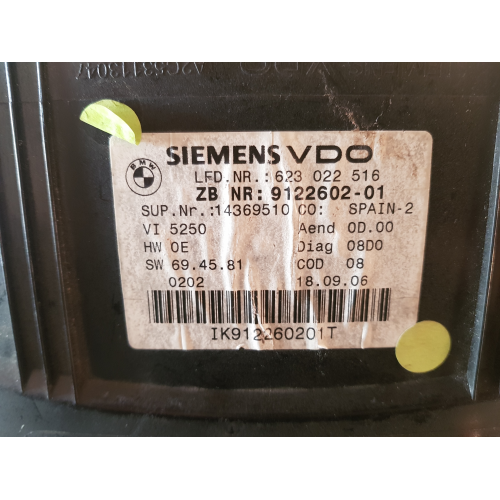 BMW
SIEMENS VDO
LFD.NR.: 623 022 516
ZB NR: 9122602-01
SUP.Nr.:14369510 CO: SPAIN-2
VI 5250 Aend 0D.00
HW 0E Diag 08D0
SW 69.45.81 COD 08
0202 18.09.06
IK912260201T